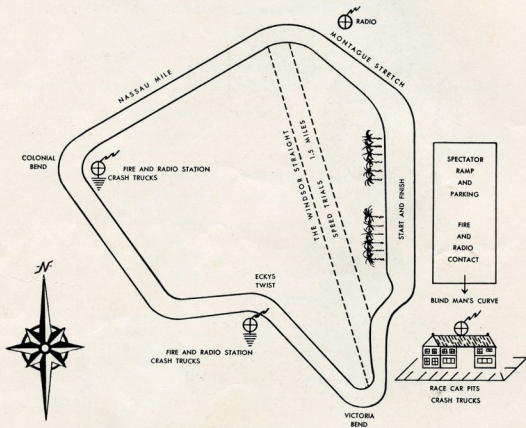 RADIO
MONTAGUE STRETCH
NASSAU MILE
COLONIAL
BEND
FIRE AND RADIO STATION
CRASH TRUCKS
THE WINDSOR STRAIGHT
SPEED TRIALS 1.5 MILES
START AND FINISH
SPECTATOR
RAMP
AND
PARKING
FIRE
AND
RADIO
CONTACT
BLIND MAN'S CURVE
ECKYS
TWIST
N
FIRE AND RADIO STATION
CRASH TRUCKS
RACE CAR PITS
CRASH TRUCKS
VICTORIA
BEND